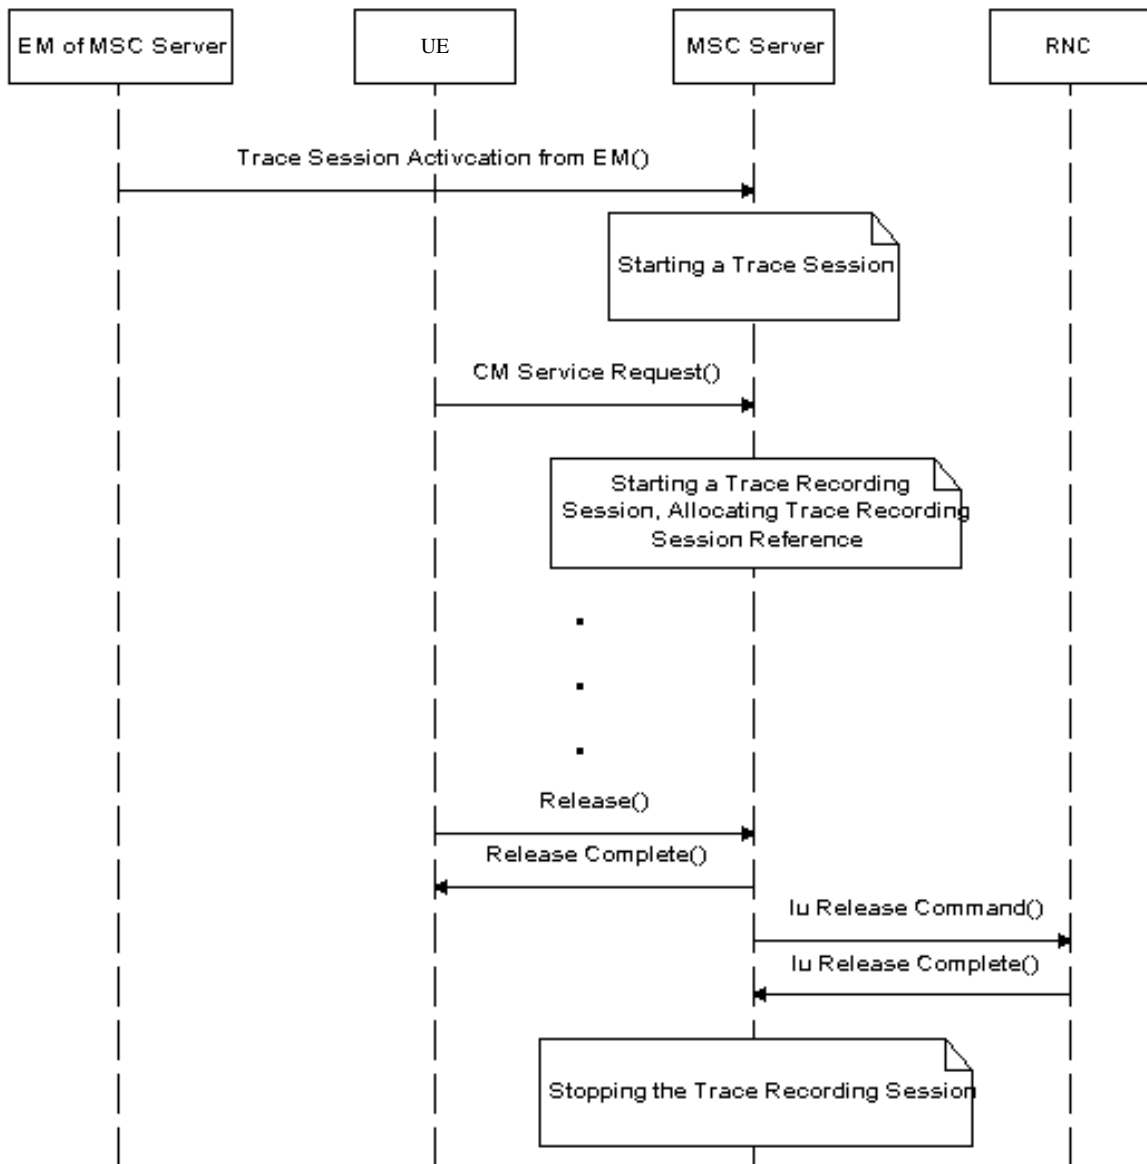 EM of MSC Server
UE
MSC Server
RNC
Trace Session Activcation from EM()
Starting a Trace Session
CM Service Request()
Starting a Trace Recording
Session, Allocating Trace Recording
Session Reference
Release()
Release Complete()
Iu Release Command()
Iu Release Complete()
Stopping the Trace Recording Session